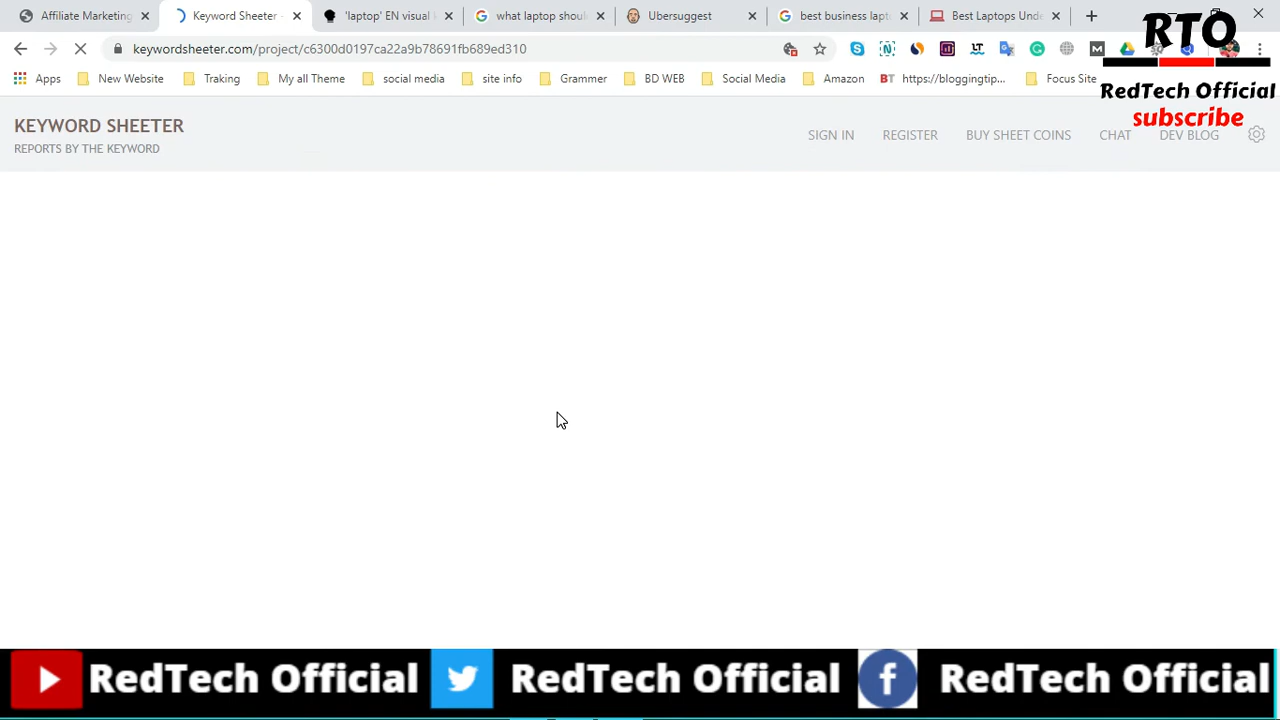 Affiliate Marketing
Keyword Sheeter -
'laptop' EN visual k
what laptop shoul
Ubersuggest
best business lapt
Best Laptops Unde
RTO
keywordsheeter.com/project/c6300d0197ca22a9b78691fb689ed310
Apps
New Website
Traking
My all Theme
social media
site info
Grammer
BD WEB
Social Media
Amazon
BT https://bloggingtip...
Focus Site
RedTech Official
subscribe
KEYWORD SHEETER
REPORTS BY THE KEYWORD
SIGN IN
REGISTER
BUY SHEET COINS
CHAT
DEV BLOG
RedTech Official
RedTech Official
RedTech Official